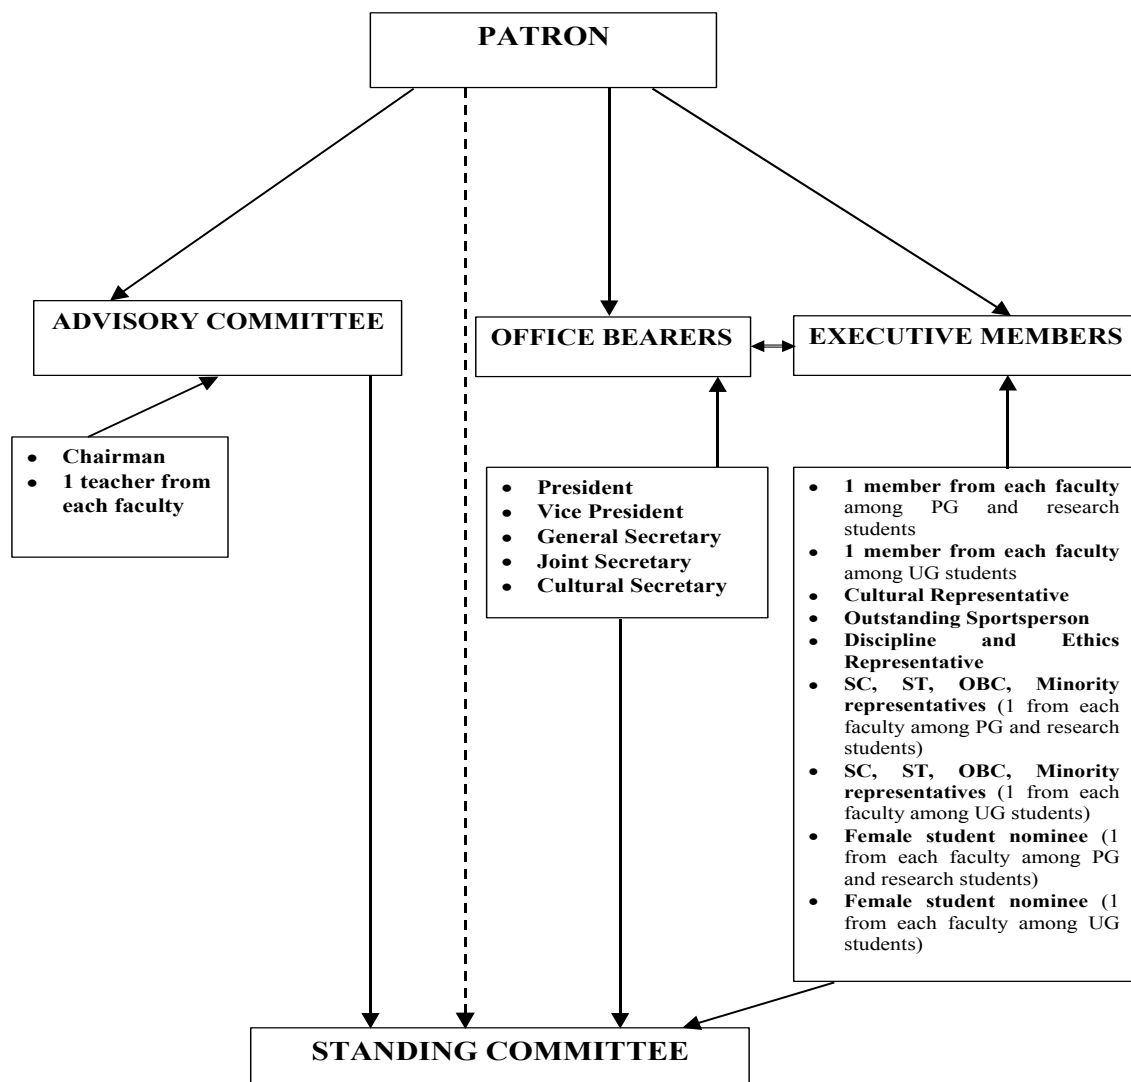 PATRON
ADVISORY COMMITTEE
OFFICE BEARERS
EXECUTIVE MEMBERS
• Chairman
• 1 teacher from
each faculty
• President
• Vice President
• General Secretary
• Joint Secretary
• Cultural Secretary
• 1 member from each faculty
among PG and research
students
• 1 member from each faculty
among UG students
• Cultural Representative
• Outstanding Sportsperson
• Discipline and Ethics
Representative
• SC, ST, OBC, Minority
representatives (1 from each
faculty among PG and research
students)
• SC, ST, OBC, Minority
representatives (1 from each
faculty among UG students)
• Female student nominee (1
from each faculty among PG
and research students)
• Female student nominee (1
from each faculty among UG
students)
STANDING COMMITTEE